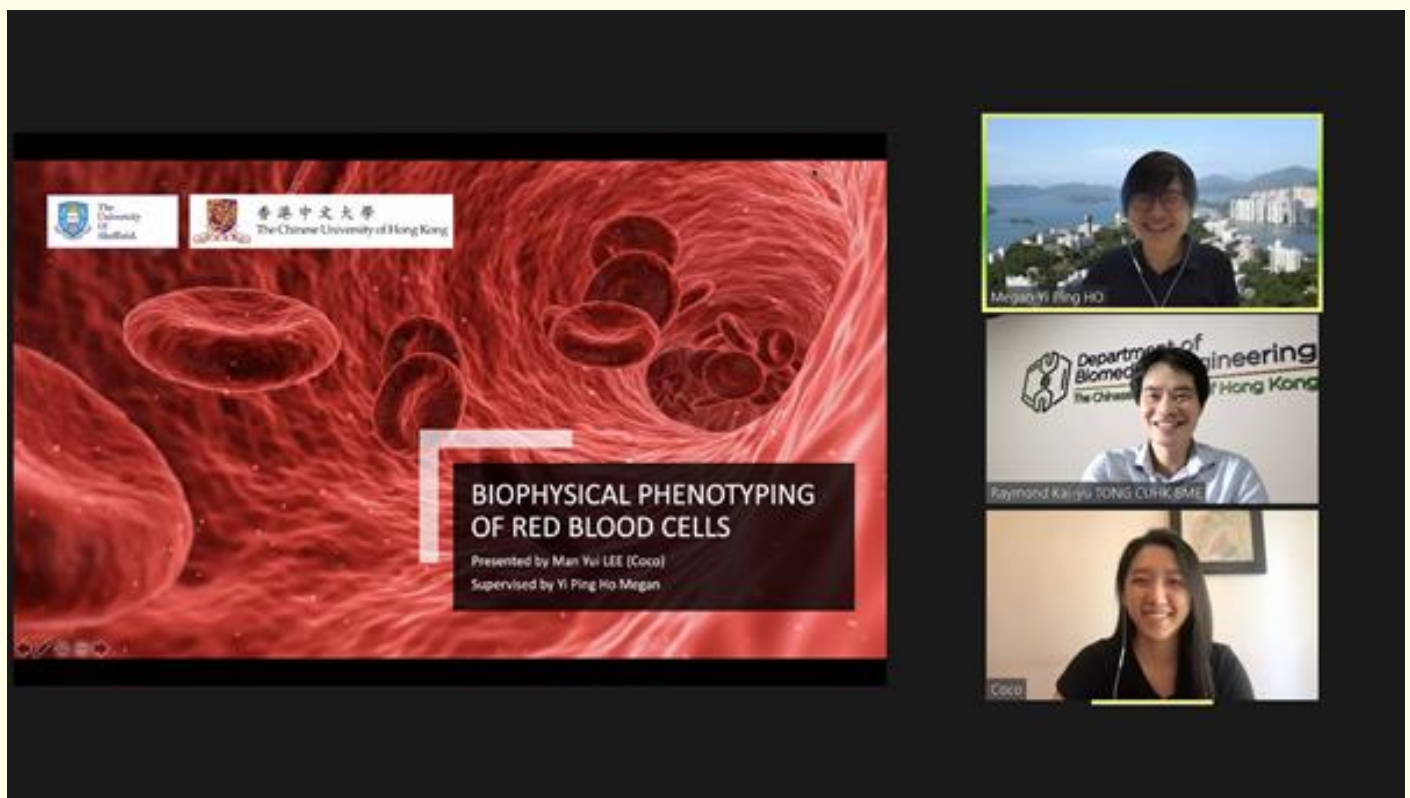 The
University
Of
Sheffield.
香港中文大學
The Chinese University of Hong Kong
BIOPHYSICAL PHENOTYPING
OF RED BLOOD CELLS
Presented by Man Yui LEE (Coco)
Supervised by Yi Ping Ho Megan
Megan Yi Ping HO
Department of
Biomed ineering
The Chines of Hong Kong
Raymond Kai-yu TONG CUHK BME
Coco